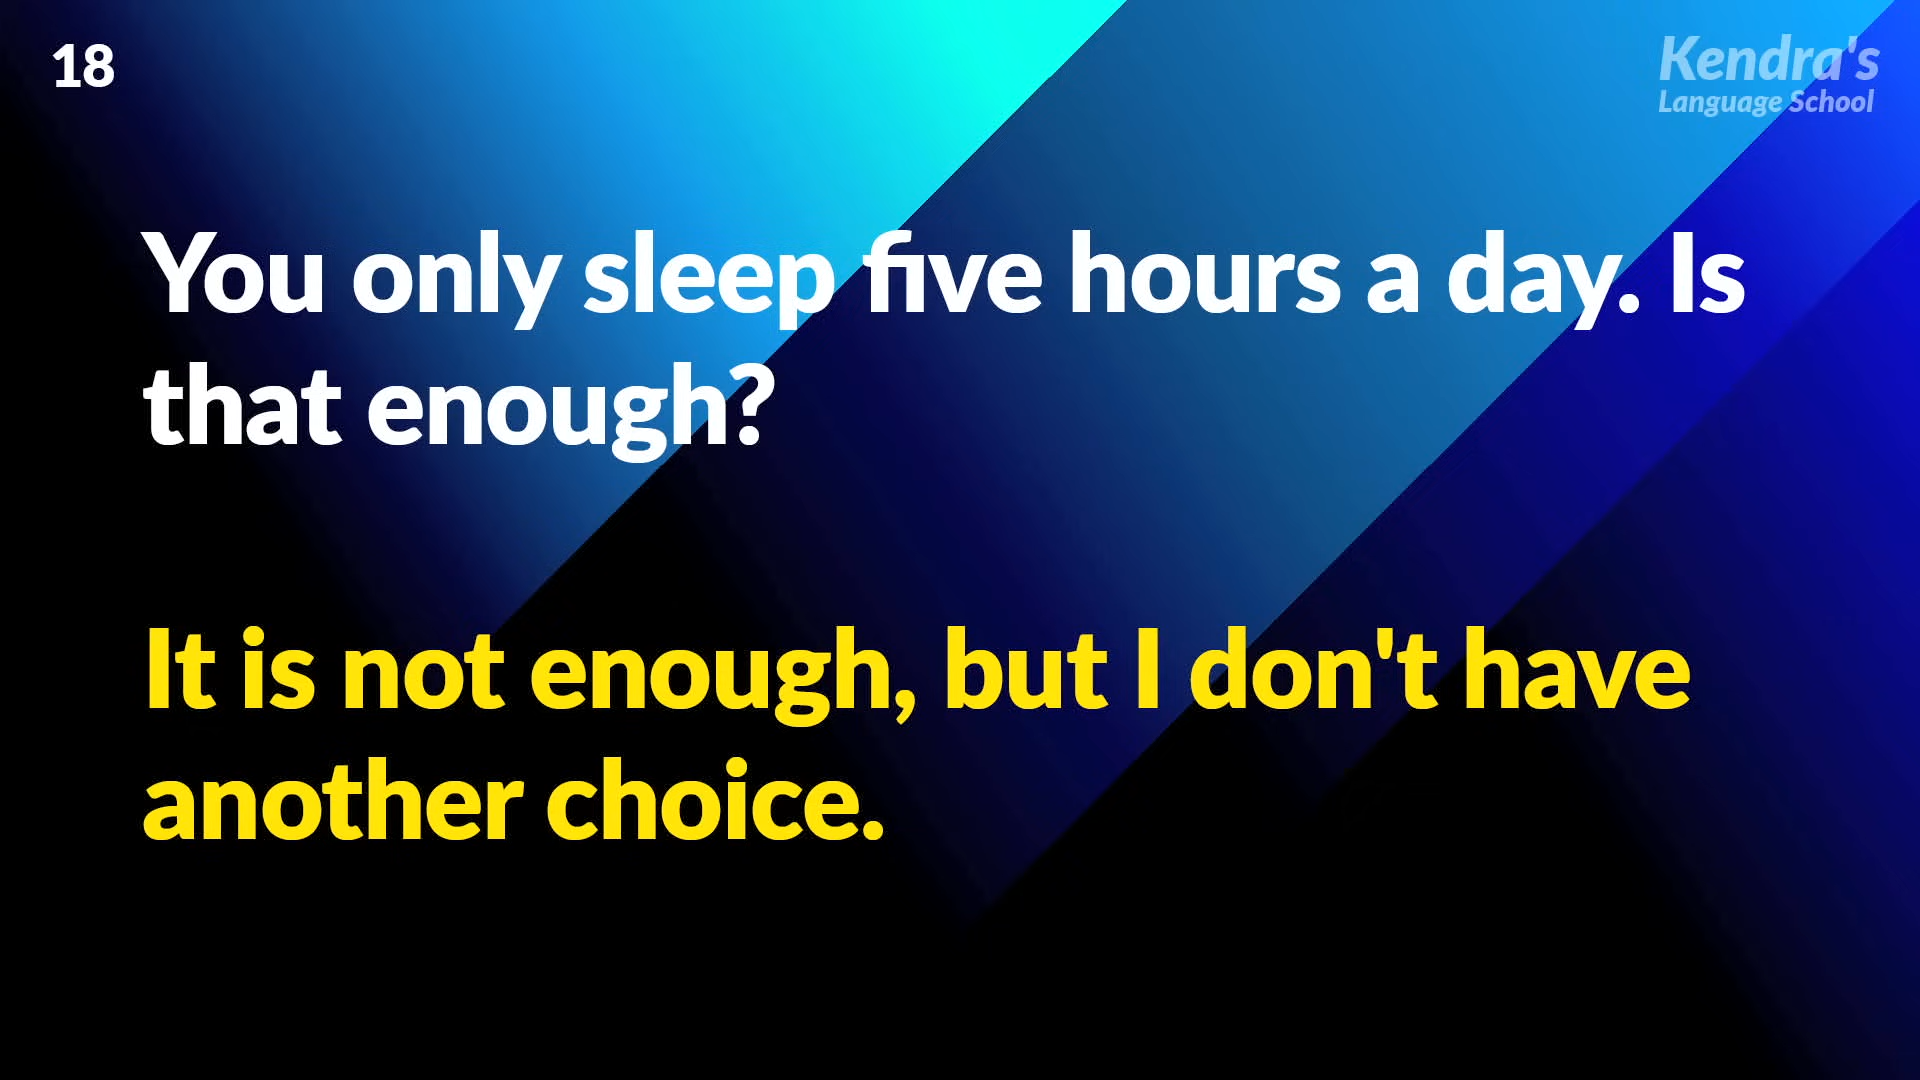 18
Kendra's
Language School
You only sleep five hours a day. Is
that enough?
It is not enough, but I don't have
another choice.